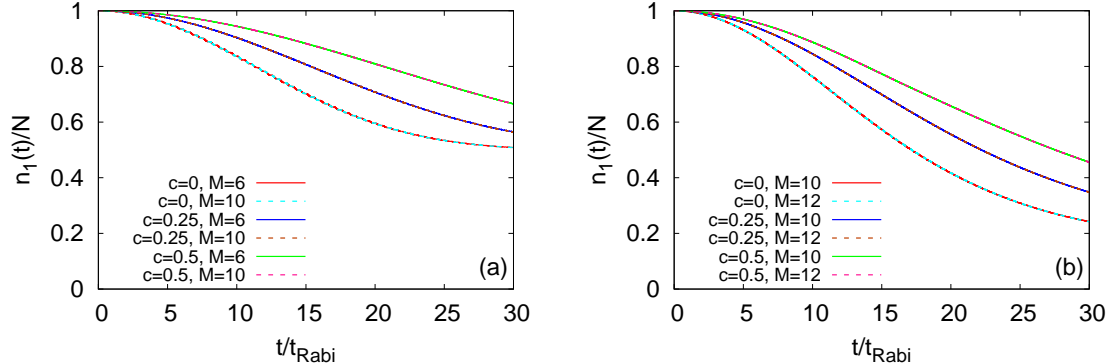 1
0.8
0.6
0.4
0.2
0
n1(t)/N
c=0, M=6
c=0, M=10
c=0.25, M=6
c=0.25, M=10
c=0.5, M=6
c=0.5, M=10
(a)
0 5 10 15 20 25 30
t/tRabi
1
0.8
0.6
0.4
0.2
0
n1(t)/N
c=0, M=10
c=0, M=12
c=0.25, M=10
c=0.25, M=12
c=0.5, M=10
c=0.5, M=12
(b)
0 5 10 15 20 25 30
t/tRabi